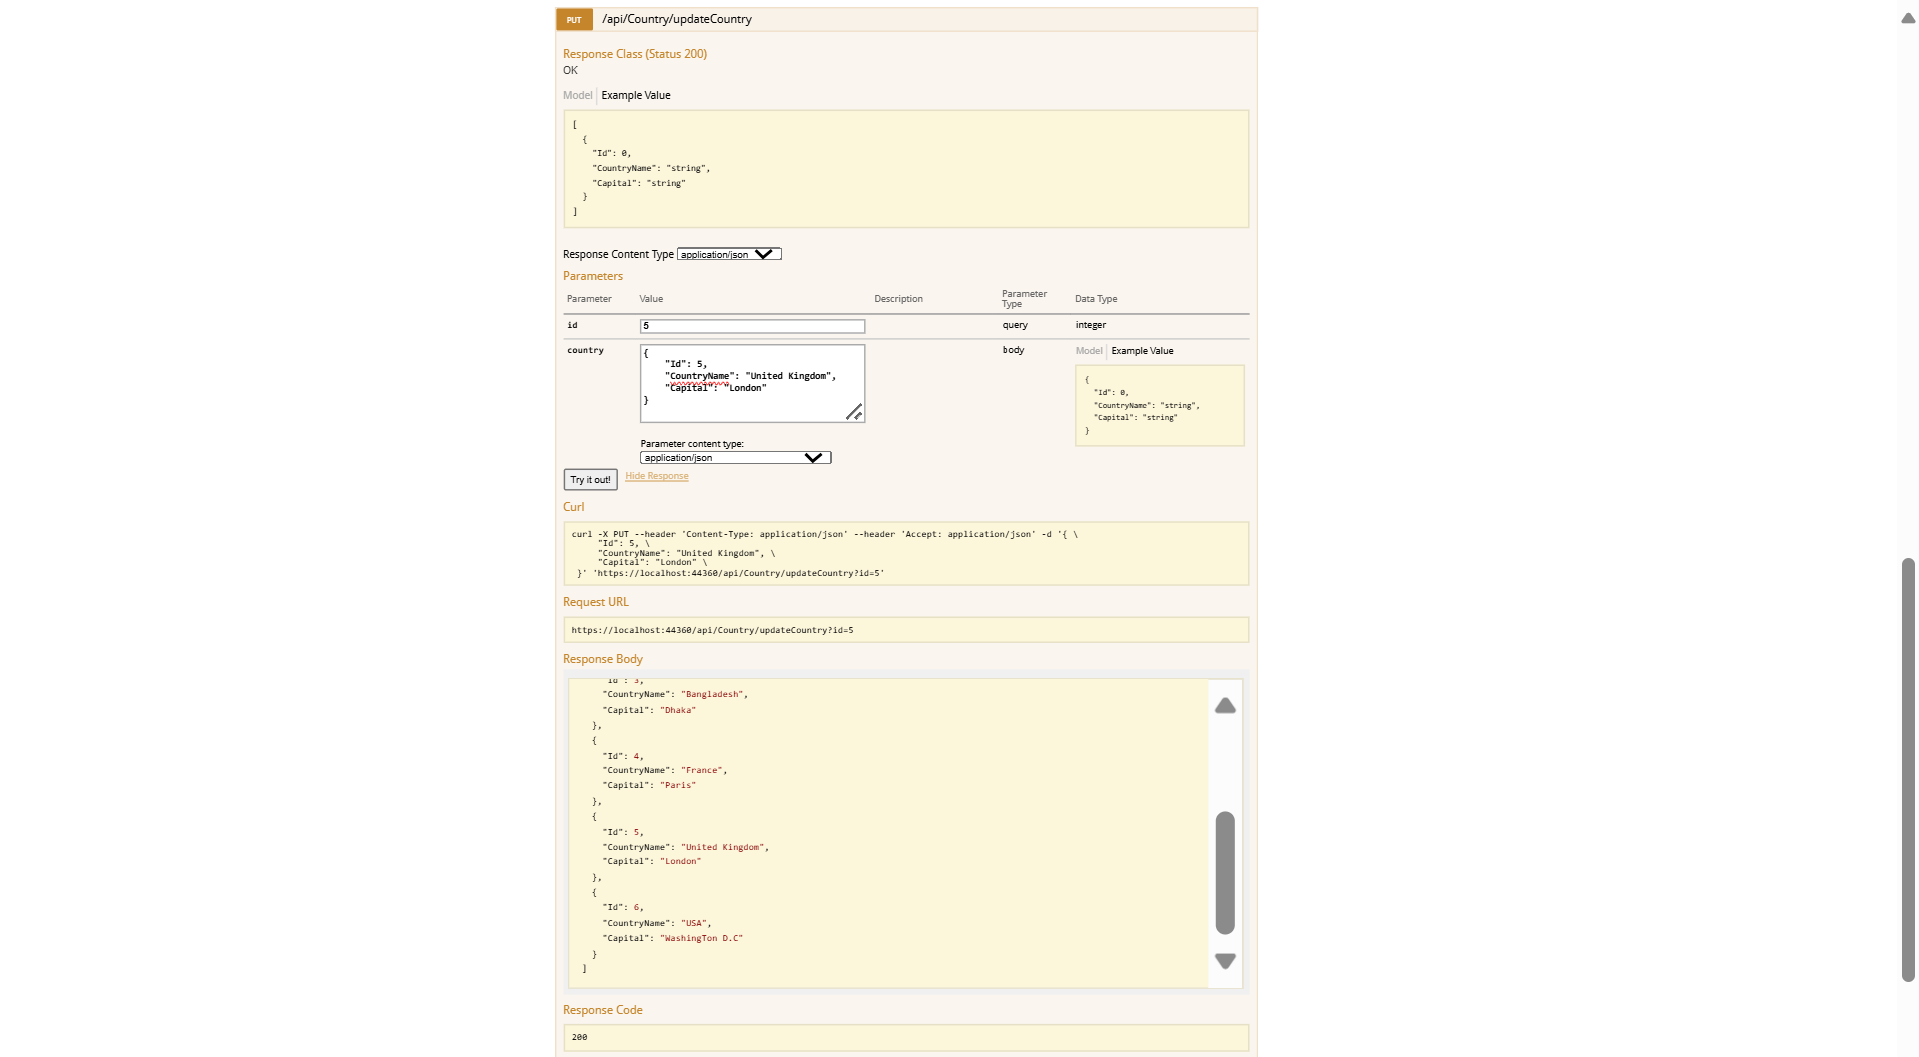 PUT /api/Country/updateCountry
Response Class (Status 200)
OK
Model Example Value
[
{
"Id": 0,
"CountryName": "string",
"Capital": "string"
}
]
Response Content Type application/json
Parameters
Parameter Value Description Parameter Type Data Type
id 5 query integer
country
{
"Id": 5,
"CountryName": "United Kingdom",
"Capital": "London"
}
body
Model Example Value
{
"Id": 0,
"CountryName": "string",
"Capital": "string"
}
Parameter content type:
application/json
Try it out! Hide Response
Curl
curl -X PUT --header 'Content-Type: application/json' --header 'Accept: application/json' -d '{ \
"Id": 5, \
"CountryName": "United Kingdom", \
"Capital": "London" \
}' 'https://localhost:44360/api/Country/updateCountry?id=5'
Request URL
https://localhost:44360/api/Country/updateCountry?id=5
Response Body
"Id": 3,
"CountryName": "Bangladesh",
"Capital": "Dhaka"
},
{
"Id": 4,
"CountryName": "France",
"Capital": "Paris"
},
{
"Id": 5,
"CountryName": "United Kingdom",
"Capital": "London"
},
{
"Id": 6,
"CountryName": "USA",
"Capital": "WashingTon D.C"
}
]
Response Code
200